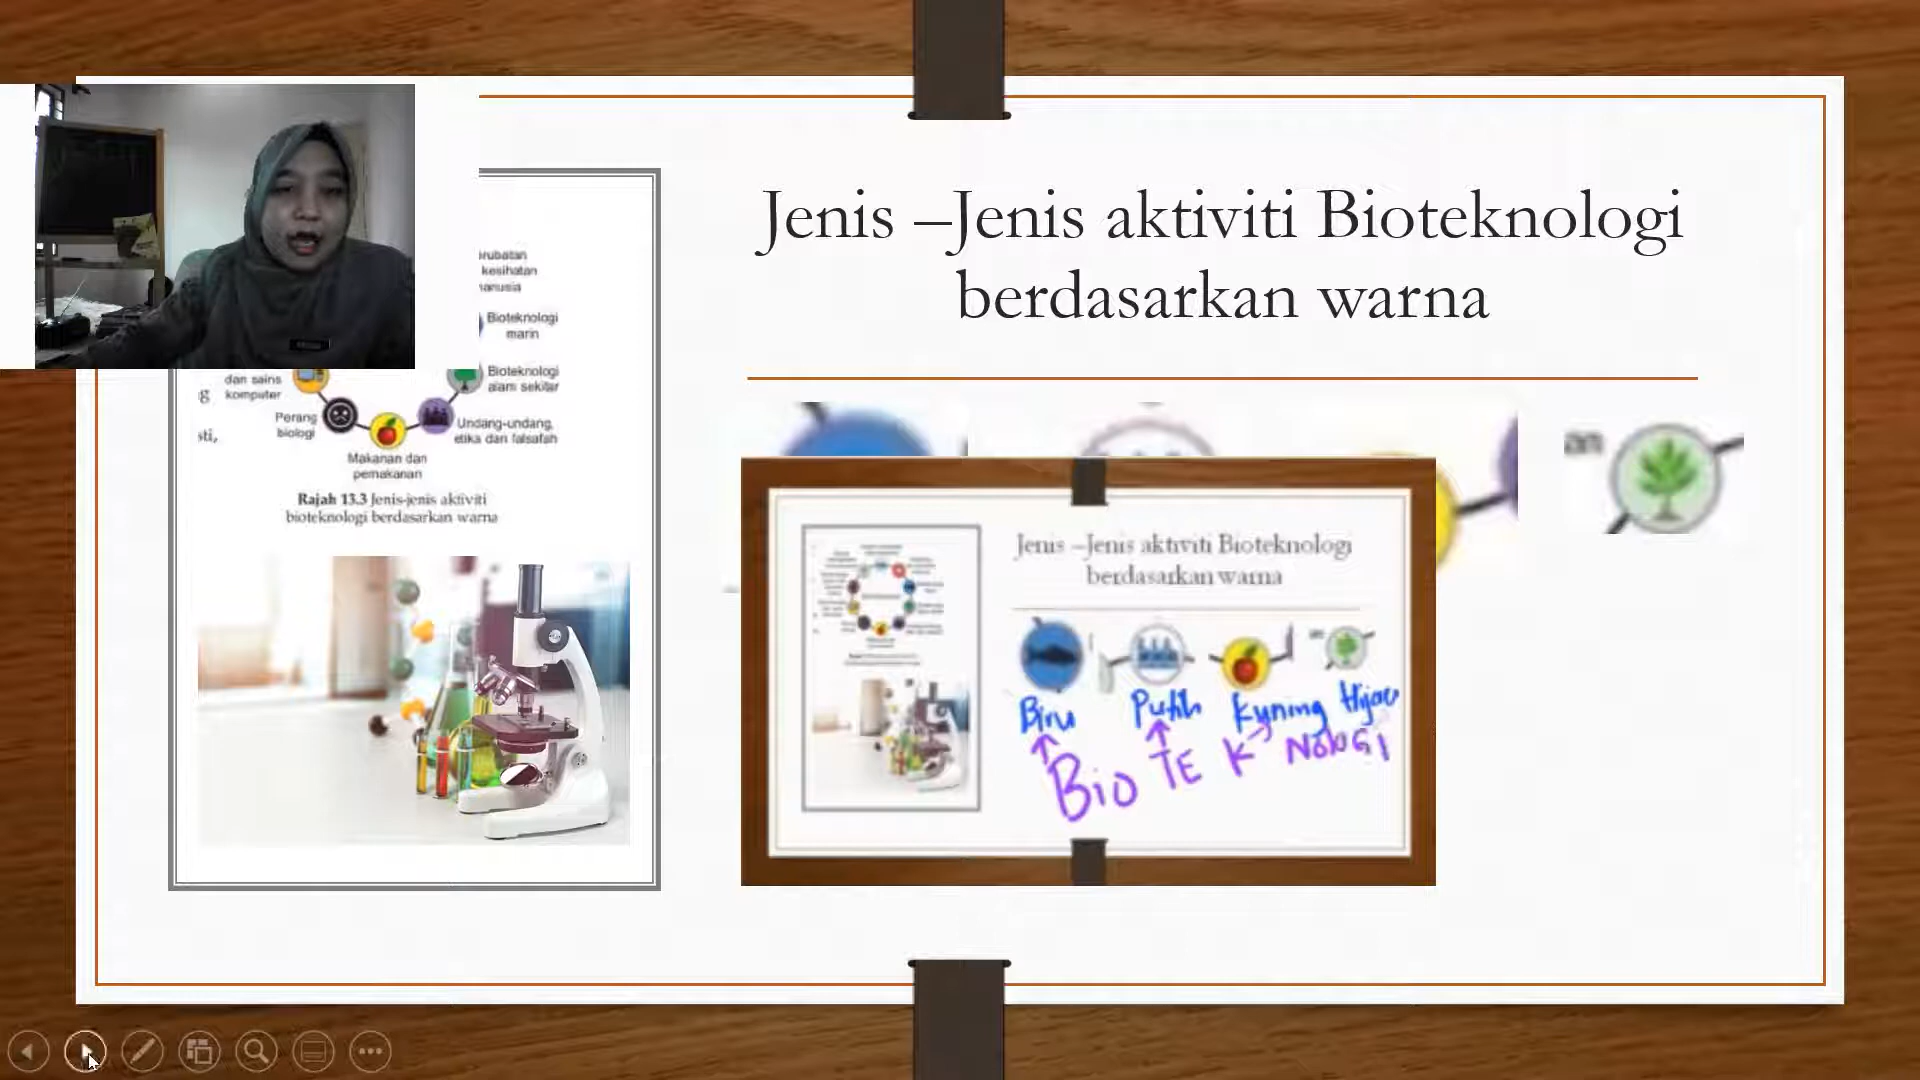 Jenis –Jenis aktiviti Bioteknologi
berdasarkan warna
kesihatan
Bioteknologi
marin
Bioteknologi
alam sekitar
dan sains
komputer
Perang
biologi
Undang-undang,
etika dan falsafah
Makanan dan
pemakanan
Rajah 13.3 Jenis-jenis aktiviti
bioteknologi berdasarkan warna
an
Jenis –Jenis aktiviti Bioteknologi
berdasarkan warna
Biru Putih Kuning Hijau
Bio TE K NoloGI